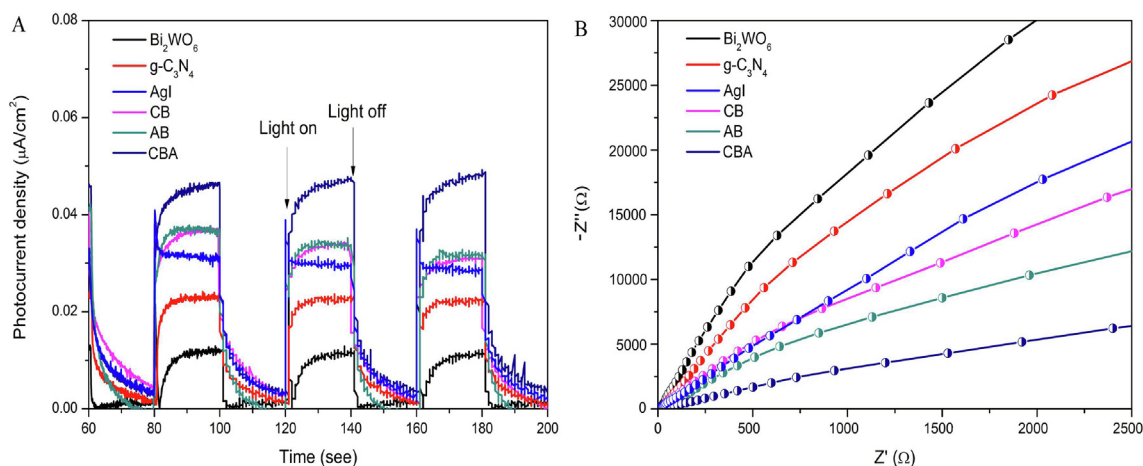 A
Photocurrent density (μA/cm²)
0.08
0.06
0.04
0.02
0.00
Bi₂WO₆
g-C₃N₄
AgI
CB
AB
CBA
Light on
Light off
60 80 100 120 140 160 180 200
Time (see)
B
-Z''(Ω)
30000
25000
20000
15000
10000
5000
0
Bi₂WO₆
g-C₃N₄
AgI
CB
AB
CBA
0 500 1000 1500 2000 2500
Z' (Ω)